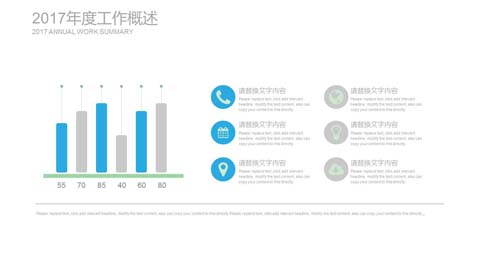 2017年度工作概述
2017 ANNUAL WORK SUMMARY
55 70 85 40 60 80
请替换文字内容
Please replace text, click add relevant
headline, modify the text content, also can
copy your content to this directly.
请替换文字内容
Please replace text, click add relevant
headline, modify the text content, also can
copy your content to this directly.
请替换文字内容
Please replace text, click add relevant
headline, modify the text content, also can
copy your content to this directly.
请替换文字内容
Please replace text, click add relevant
headline, modify the text content, also can
copy your content to this directly.
请替换文字内容
Please replace text, click add relevant
headline, modify the text content, also can
copy your content to this directly.
请替换文字内容
Please replace text, click add relevant
headline, modify the text content, also can
copy your content to this directly.
Please replace text, click add relevant headline, modify the text content, also can copy your content to this directly. Please replace text, click add relevant headline, modify the text content, also can
copy your content to this directly.